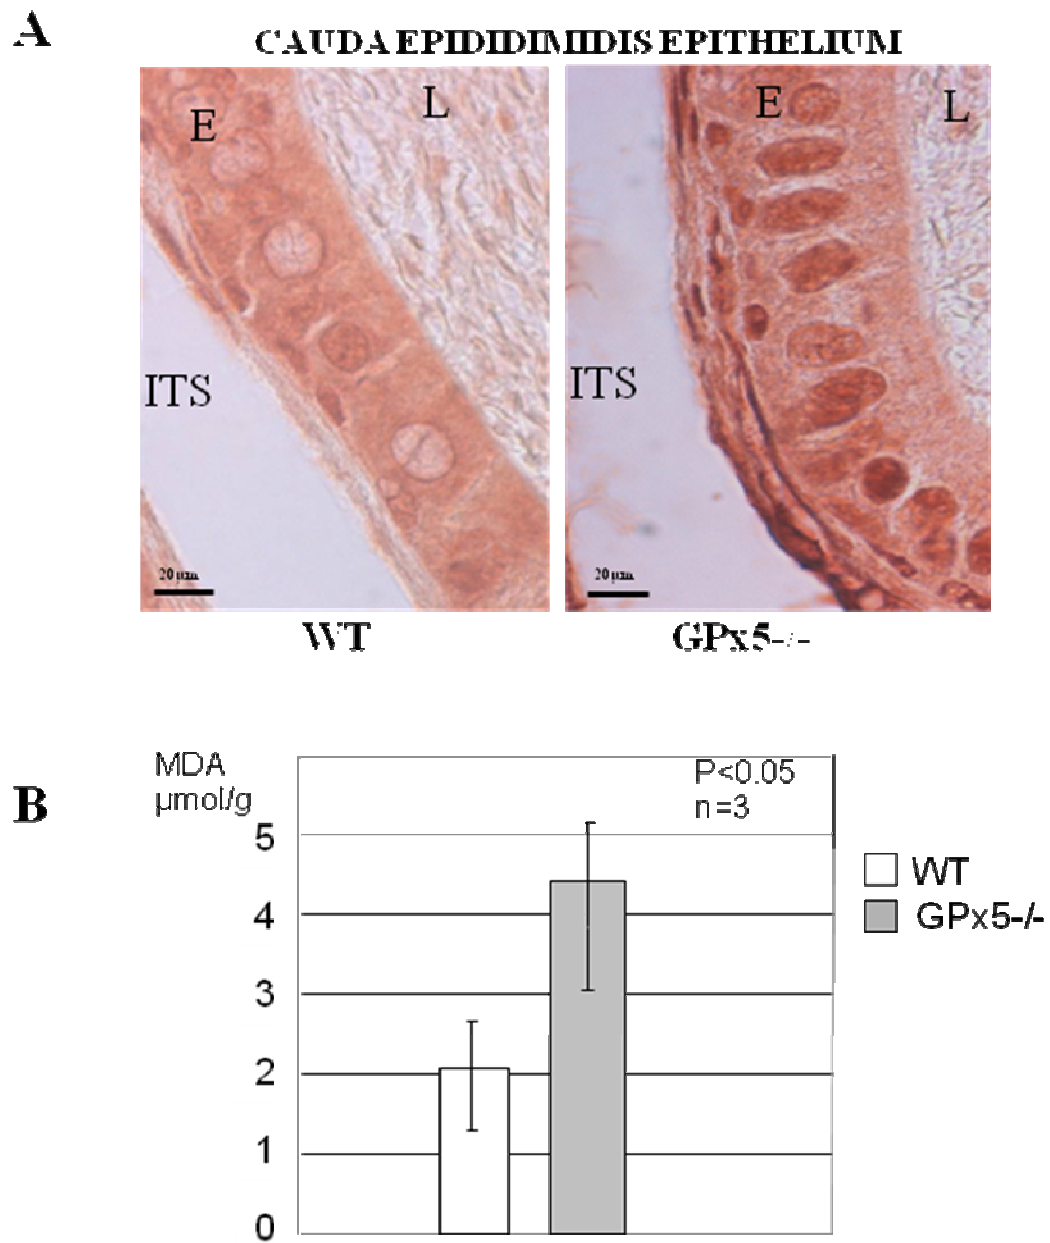 A
CAUDA EPIDIDIMIDIS EPITHELIUM
E
L
E
L
ITS
ITS
20 µm
20 µm
WT
GPx5-/-
B
MDA
µmol/g
P<0.05
n=3
5
4
3
2
1
0
WT
GPx5-/-